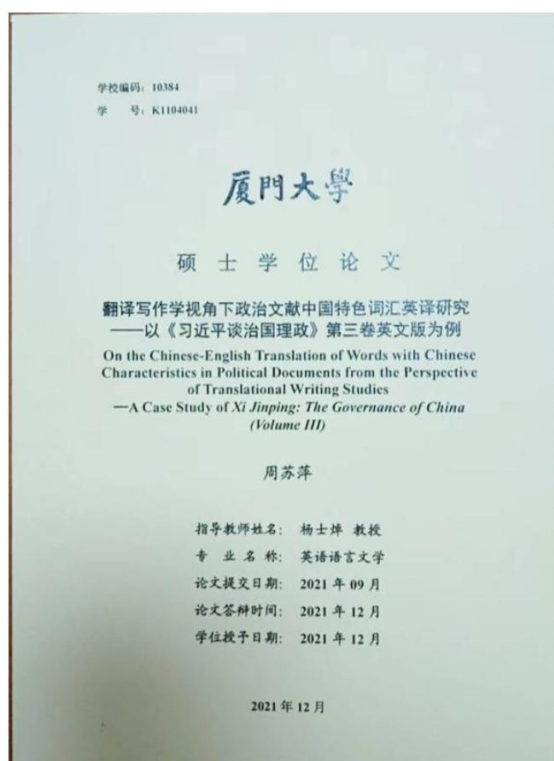 学校编码：10384
学 号：K1104041
厦門大學
硕 士 学 位 论 文
翻译写作学视角下政治文献中国特色词汇英译研究
——以《习近平谈治国理政》第三卷英文版为例
On the Chinese-English Translation of Words with Chinese
Characteristics in Political Documents from the Perspective
of Translational Writing Studies
—A Case Study of Xi Jinping: The Governance of China
(Volume III)
周苏萍
指导教师姓名： 杨士焯 教授
专 业 名 称： 英语语言文学
论文提交日期： 2021 年 09 月
论文答辩时间： 2021 年 12 月
学位授予日期： 2021 年 12 月
2021 年 12 月